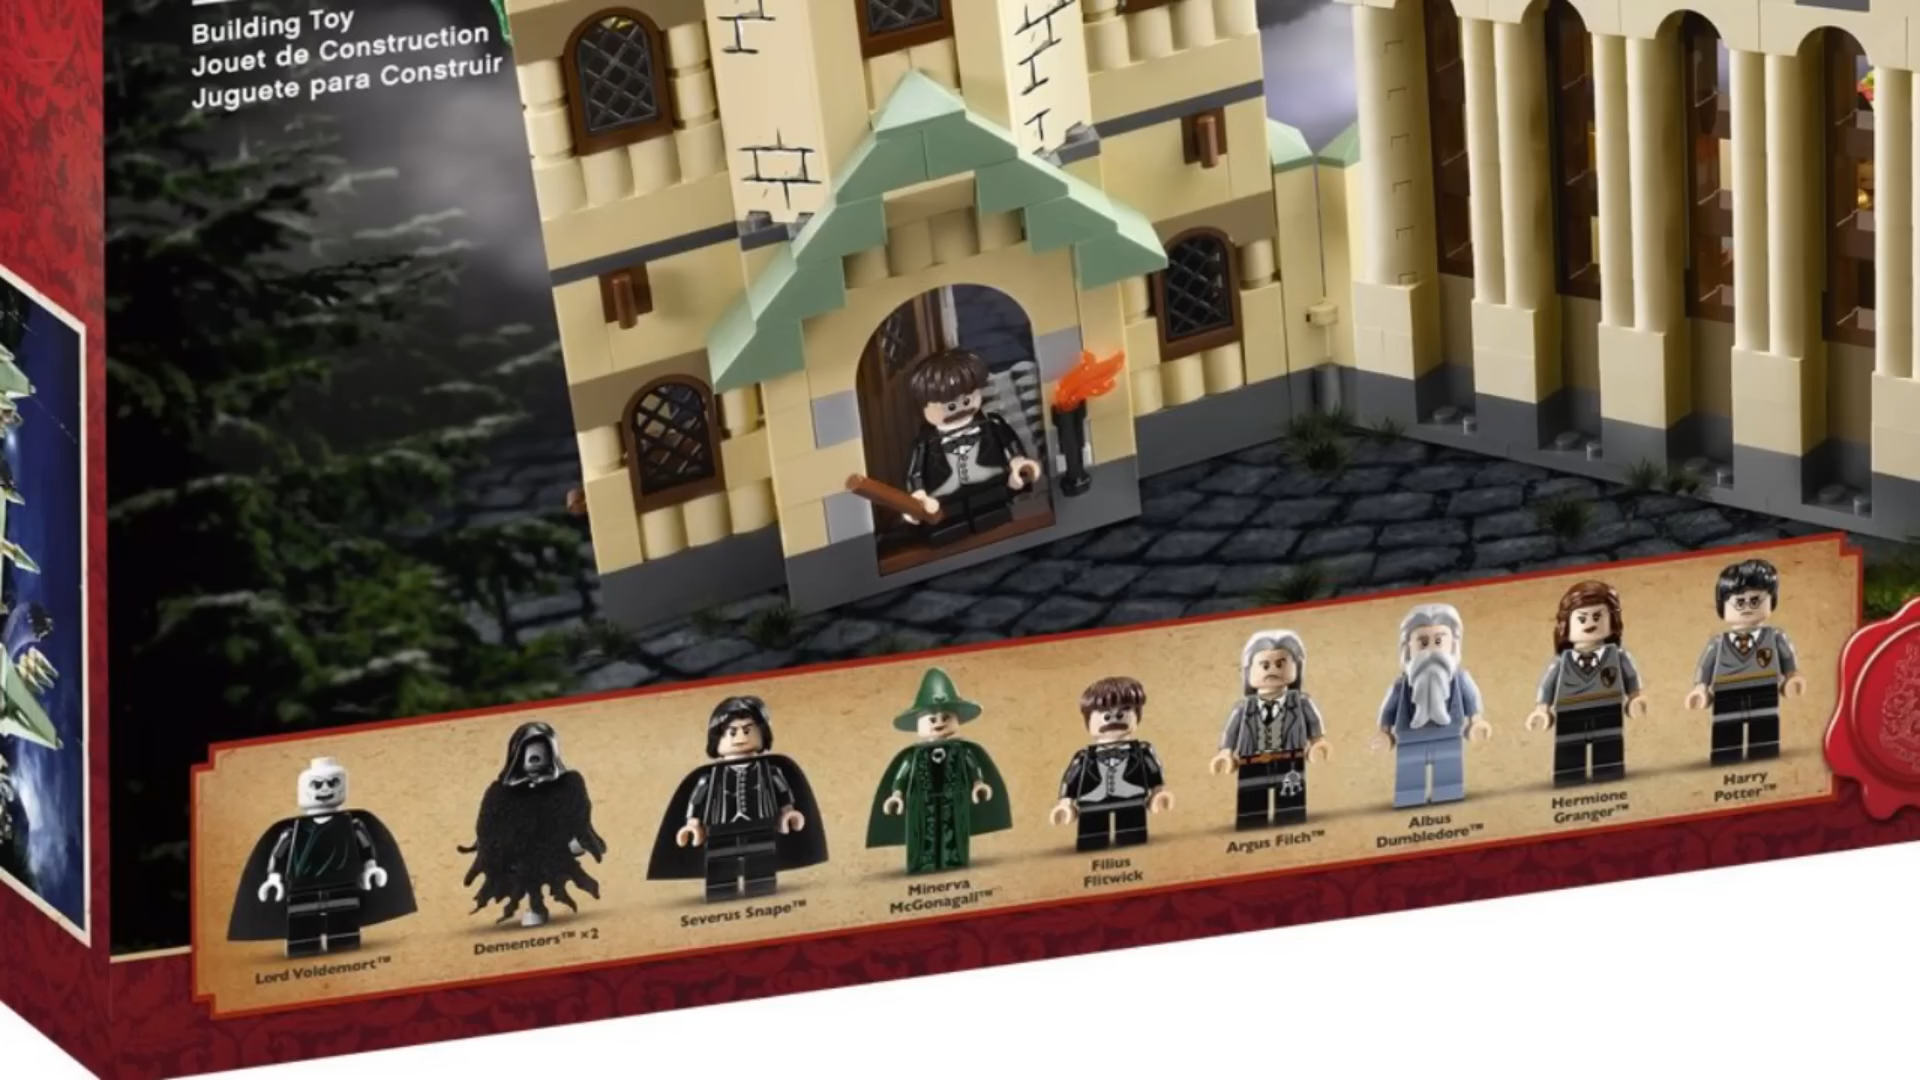 Building Toy
Jouet de Construction
Juguete para Construir
Lord Voldemort™
Dementors™ x2
Severus Snape™
Minerva
McGonagall™
Filius
Flitwick
Argus Filch™
Albus
Dumbledore™
Hermione
Granger™
Harry
Potter™